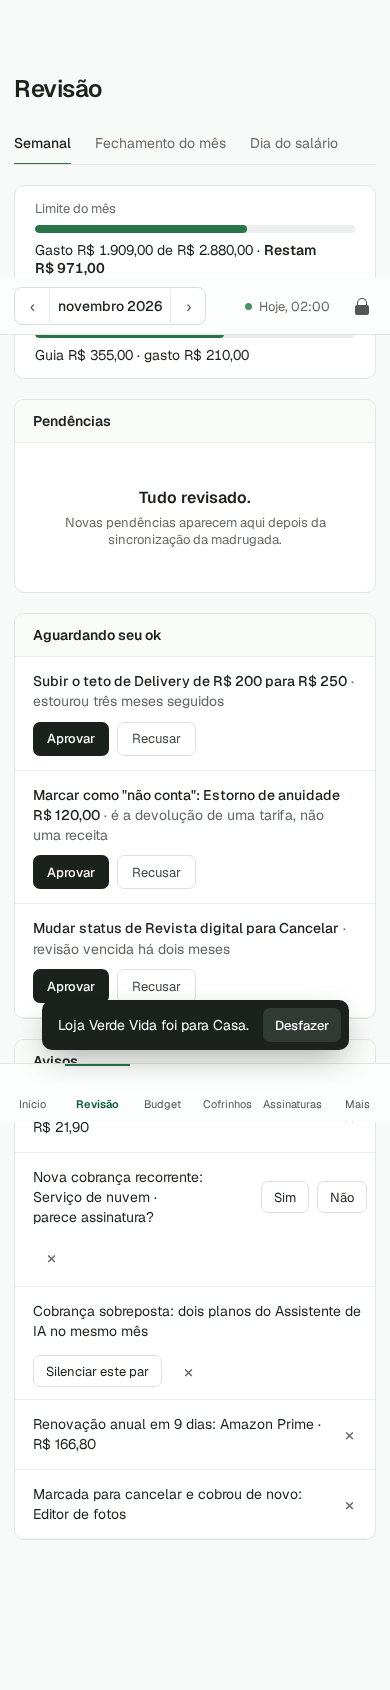 Revisão
Semanal Fechamento do mês Dia do salário
Limite do mês
Gasto R$ 1.909,00 de R$ 2.880,00 · Restam
R$ 971,00
‹ novembro 2026 › Hoje, 02:00
Guia R$ 355,00 · gasto R$ 210,00
Pendências
Tudo revisado.
Novas pendências aparecem aqui depois da
sincronização da madrugada.
Aguardando seu ok
Subir o teto de Delivery de R$ 200 para R$ 250 ·
estourou três meses seguidos
Aprovar Recusar
Marcar como "não conta": Estorno de anuidade
R$ 120,00 · é a devolução de uma tarifa, não
uma receita
Aprovar Recusar
Mudar status de Revista digital para Cancelar ·
revisão vencida há dois meses
Aprovar Recusar
Loja Verde Vida foi para Casa. Desfazer
Avisos
Início Revisão Budget Cofrinhos Assinaturas Mais
R$ 21,90
Nova cobrança recorrente:
Serviço de nuvem ·
parece assinatura?
Sim Não
×
Cobrança sobreposta: dois planos do Assistente de
IA no mesmo mês
Silenciar este par ×
Renovação anual em 9 dias: Amazon Prime ·
R$ 166,80
×
Marcada para cancelar e cobrou de novo:
Editor de fotos
×